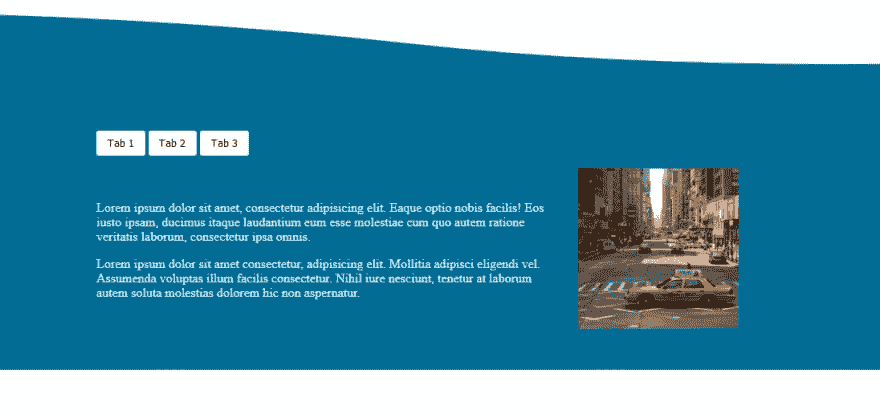 Tab 1 Tab 2 Tab 3
Lorem ipsum dolor sit amet, consectetur adipisicing elit. Eaque optio nobis facilis! Eos
iusto ipsam, ducimus itaque laudantium eum esse molestiae cum quo autem ratione
veritatis laborum, consectetur ipsa omnis.
Lorem ipsum dolor sit amet consectetur, adipisicing elit. Mollitia adipisci eligendi vel.
Assumenda voluptas illum facilis consectetur. Nihil iure nesciunt, tenetur at laborum
autem soluta molestias dolorem hic non aspernatur.